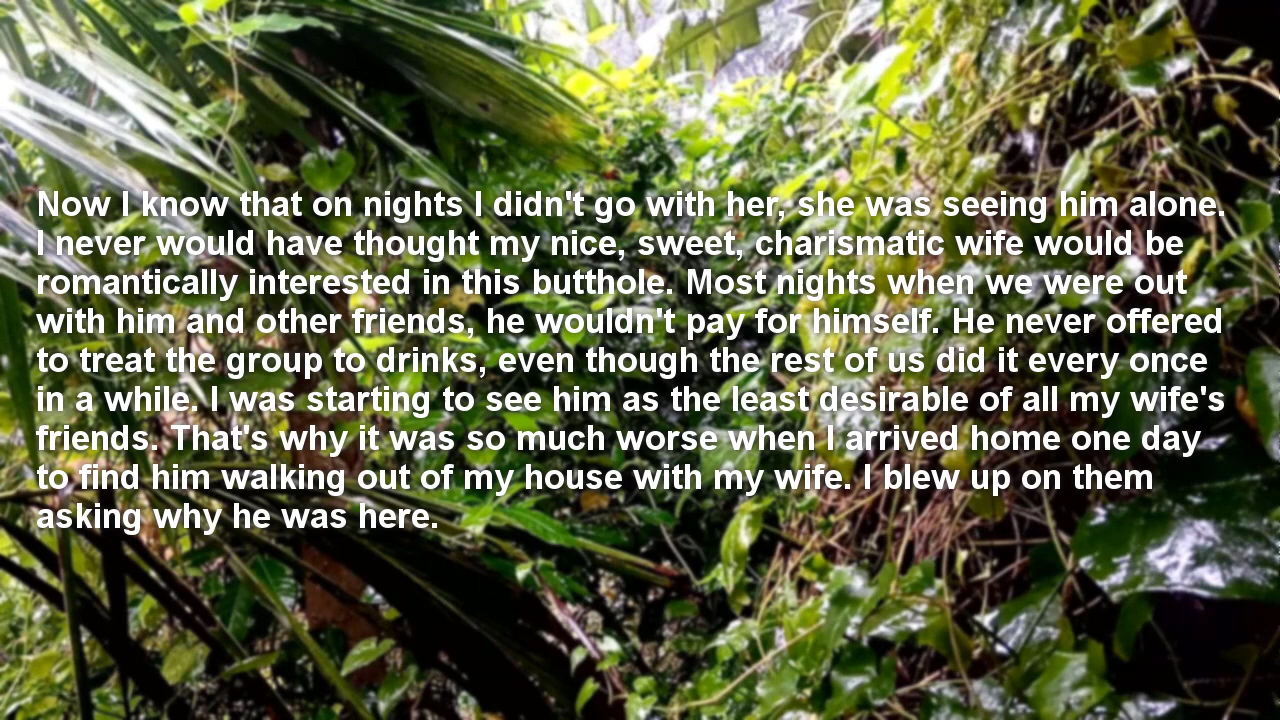 Now I know that on nights I didn't go with her, she was seeing him alone.
I never would have thought my nice, sweet, charismatic wife would be
romantically interested in this butthole. Most nights when we were out
with him and other friends, he wouldn't pay for himself. He never offered
to treat the group to drinks, even though the rest of us did it every once
in a while. I was starting to see him as the least desirable of all my wife's
friends. That's why it was so much worse when I arrived home one day
to find him walking out of my house with my wife. I blew up on them
asking why he was here.